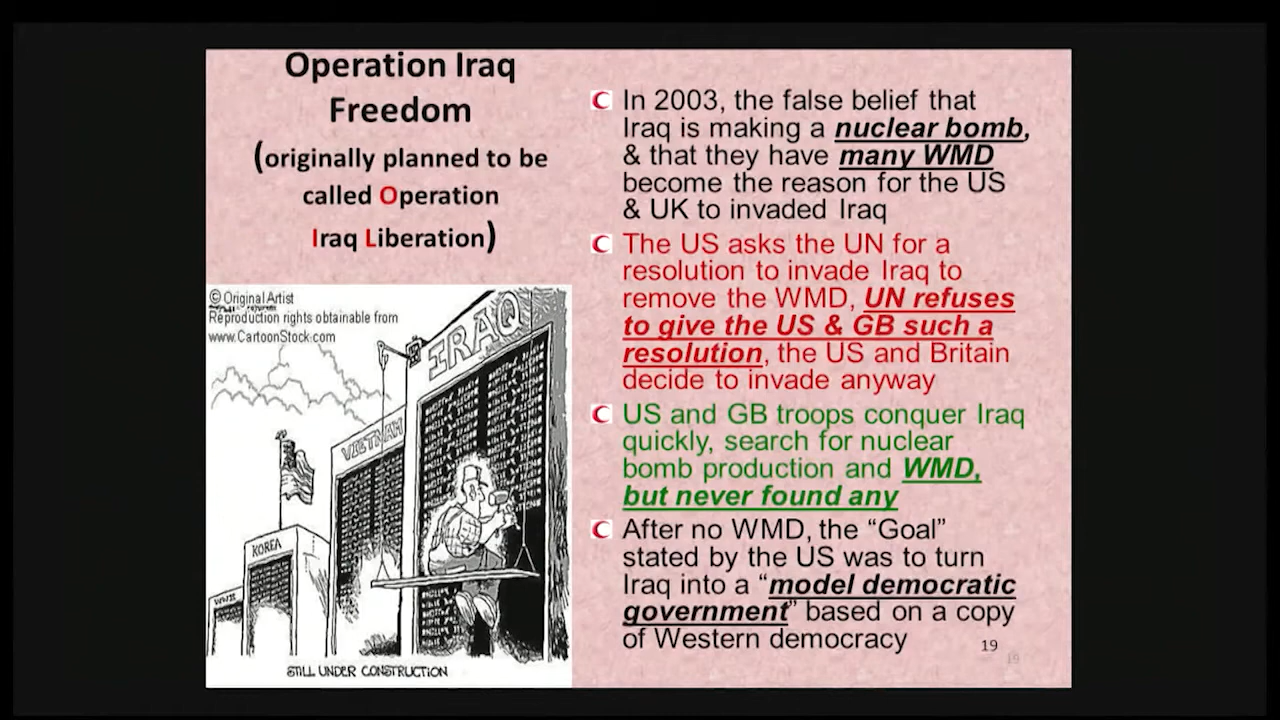 Operation Iraq
Freedom
(originally planned to be
called Operation
Iraq Liberation)
© Original Artist
Reproduction rights obtainable from
www.CartoonStock.com
IRAQ
VIETNAM
KOREA
WWII
STILL UNDER CONSTRUCTION
In 2003, the false belief that
Iraq is making a nuclear bomb,
& that they have many WMD
become the reason for the US
& UK to invaded Iraq
The US asks the UN for a
resolution to invade Iraq to
remove the WMD, UN refuses
to give the US & GB such a
resolution, the US and Britain
decide to invade anyway
US and GB troops conquer Iraq
quickly, search for nuclear
bomb production and WMD,
but never found any
After no WMD, the “Goal”
stated by the US was to turn
Iraq into a “model democratic
government” based on a copy
of Western democracy
19
19